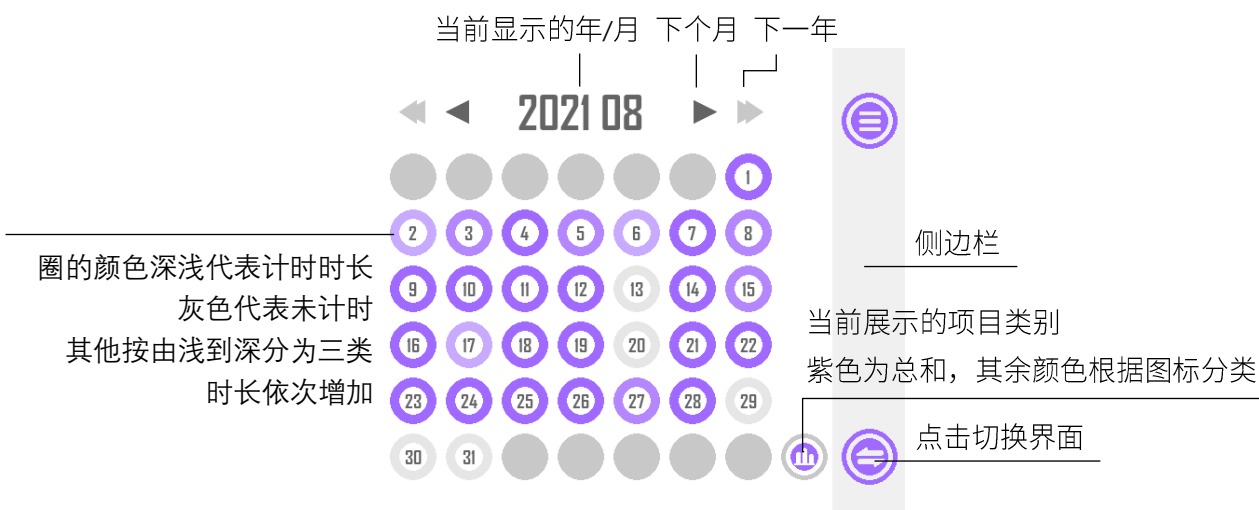 当前显示的年/月 下个月 下一年
2021 08
1
2 3 4 5 6 7 8
9 10 11 12 13 14 15
16 17 18 19 20 21 22
23 24 25 26 27 28 29
30 31
圈的颜色深浅代表计时时长
灰色代表未计时
其他按由浅到深分为三类
时长依次增加
侧边栏
当前展示的项目类别
紫色为总和，其余颜色根据图标分类
点击切换界面